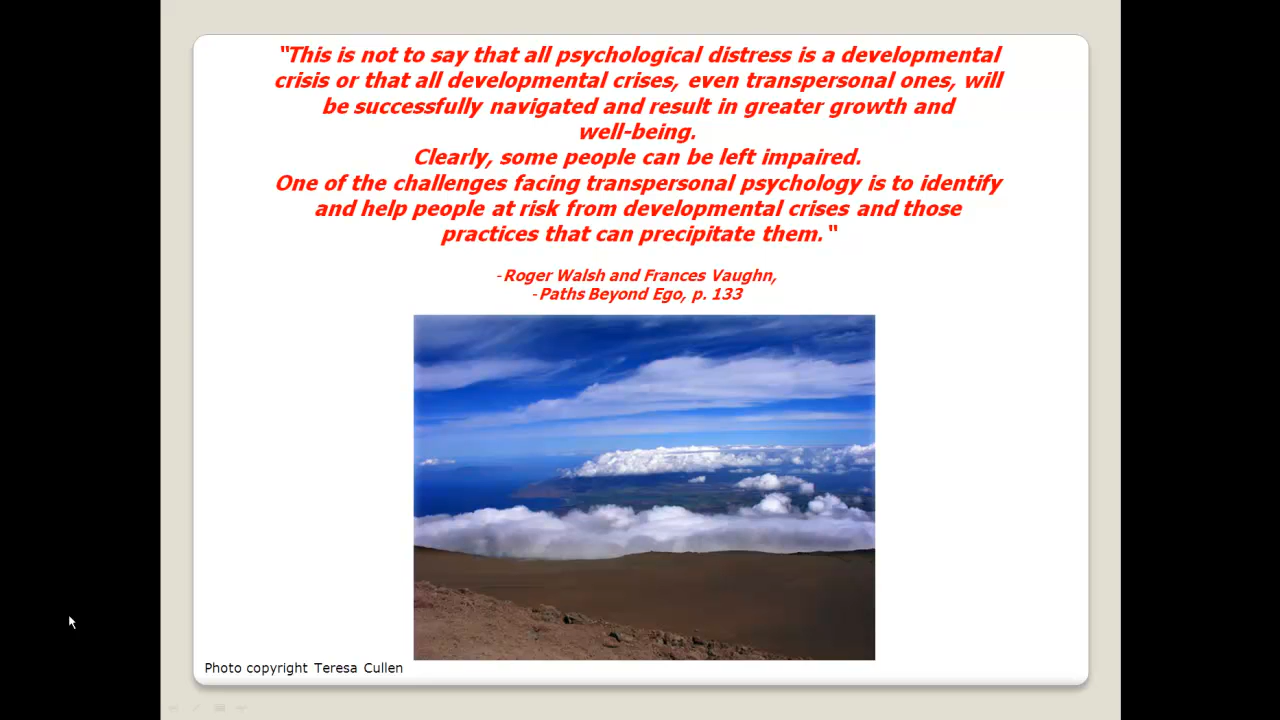 "This is not to say that all psychological distress is a developmental
crisis or that all developmental crises, even transpersonal ones, will
be successfully navigated and result in greater growth and
well-being.
Clearly, some people can be left impaired.
One of the challenges facing transpersonal psychology is to identify
and help people at risk from developmental crises and those
practices that can precipitate them."
-Roger Walsh and Frances Vaughn,
-Paths Beyond Ego, p. 133
Photo copyright Teresa Cullen